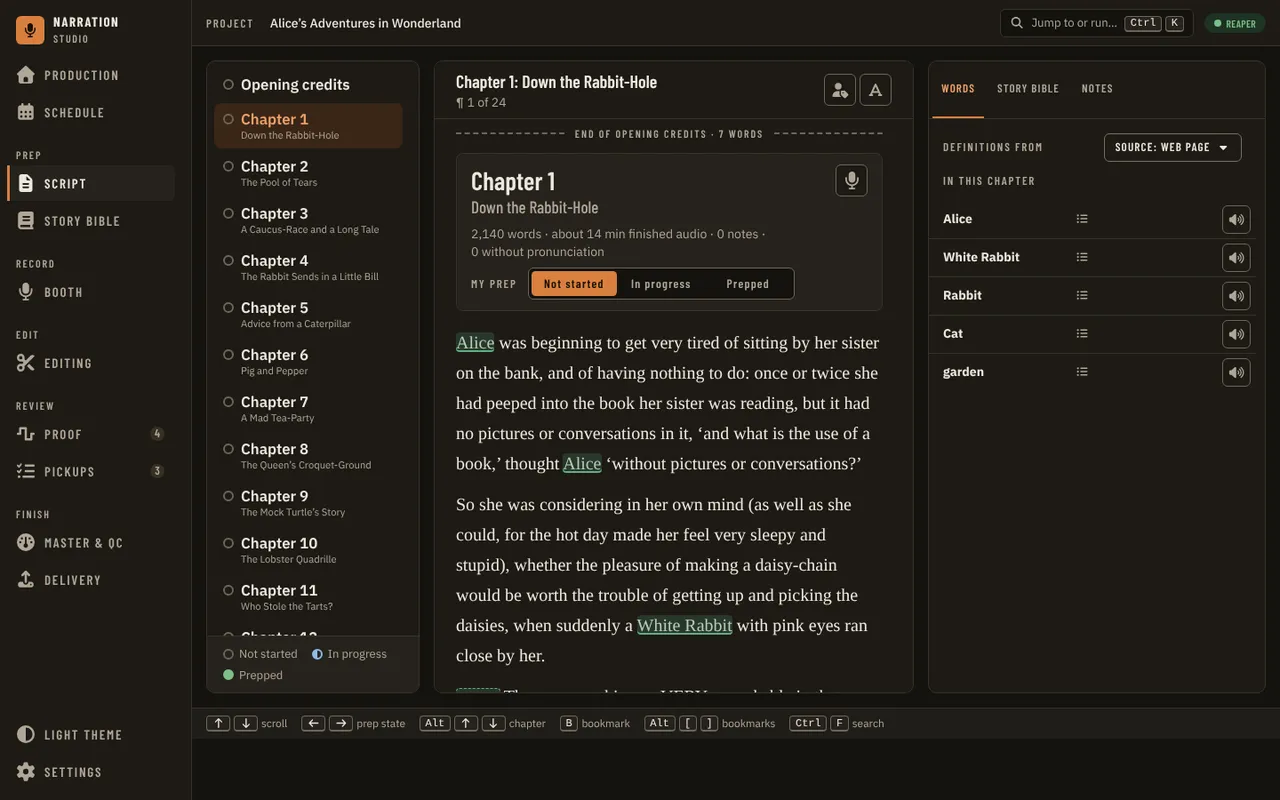 NARRATION
STUDIO
PRODUCTION
SCHEDULE
PREP
SCRIPT
STORY BIBLE
RECORD
BOOTH
EDIT
EDITING
REVIEW
PROOF 4
PICKUPS 3
FINISH
MASTER & QC
DELIVERY
LIGHT THEME
SETTINGS
PROJECT Alice's Adventures in Wonderland
Jump to or run... Ctrl K
REAPER
Opening credits
Chapter 1
Down the Rabbit-Hole
Chapter 2
The Pool of Tears
Chapter 3
A Caucus-Race and a Long Tale
Chapter 4
The Rabbit Sends in a Little Bill
Chapter 5
Advice from a Caterpillar
Chapter 6
Pig and Pepper
Chapter 7
A Mad Tea-Party
Chapter 8
The Queen's Croquet-Ground
Chapter 9
The Mock Turtle's Story
Chapter 10
The Lobster Quadrille
Chapter 11
Who Stole the Tarts?
Not started In progress
Prepped
Chapter 1: Down the Rabbit-Hole
¶ 1 of 24
A
END OF OPENING CREDITS · 7 WORDS
Chapter 1
Down the Rabbit-Hole
2,140 words · about 14 min finished audio · 0 notes ·
0 without pronunciation
MY PREP Not started In progress Prepped
Alice was beginning to get very tired of sitting by her sister
on the bank, and of having nothing to do: once or twice she
had peeped into the book her sister was reading, but it had
no pictures or conversations in it, ‘and what is the use of a
book,’ thought Alice ‘without pictures or conversations?’
So she was considering in her own mind (as well as she
could, for the hot day made her feel very sleepy and
stupid), whether the pleasure of making a daisy-chain
would be worth the trouble of getting up and picking the
daisies, when suddenly a White Rabbit with pink eyes ran
close by her.
WORDS STORY BIBLE NOTES
DEFINITIONS FROM SOURCE: WEB PAGE
IN THIS CHAPTER
Alice
White Rabbit
Rabbit
Cat
garden
↑ ↓ scroll ← → prep state Alt ↑ ↓ chapter B bookmark Alt [ ] bookmarks Ctrl F search